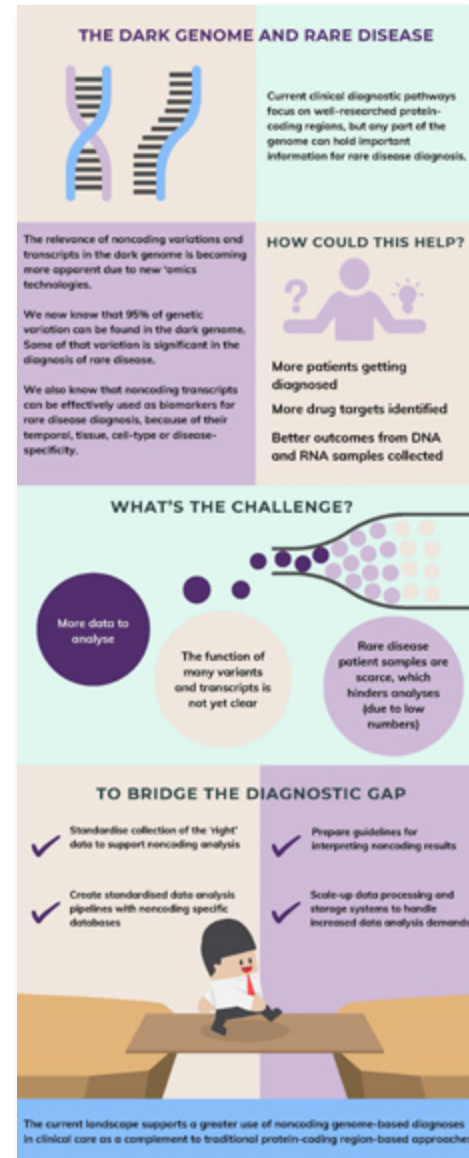 THE DARK GENOME AND RARE DISEASE
Current clinical diagnostic pathways
focus on well-researched protein-
coding regions, but any part of the
genome can hold important
information for rare disease diagnosis.
The relevance of noncoding variations and
transcripts in the dark genome is becoming
more apparent due to new 'omics
technologies.
We now know that 95% of genetic
variation can be found in the dark genome.
Some of that variation is significant in the
diagnosis of rare disease.
We also know that noncoding transcripts
can be effectively used as biomarkers for
rare disease diagnosis, because of their
temporal, tissue, cell-type or disease-
specificity.
HOW COULD THIS HELP?
?
More patients getting
diagnosed
More drug targets identified
Better outcomes from DNA
and RNA samples collected
WHAT'S THE CHALLENGE?
More data to
analyse
The function of
many variants
and transcripts is
not yet clear
Rare disease
patient samples are
scarce, which
hinders analyses
(due to low
numbers)
TO BRIDGE THE DIAGNOSTIC GAP
Standardise collection of the 'right'
data to support noncoding analysis
Prepare guidelines for
interpreting noncoding results
Create standardised data analysis
pipelines with noncoding specific
databases
Scale-up data processing and
storage systems to handle
increased data analysis demands
The current landscape supports a greater use of noncoding genome-based diagnoses
in clinical care as a complement to traditional protein-coding region-based approaches